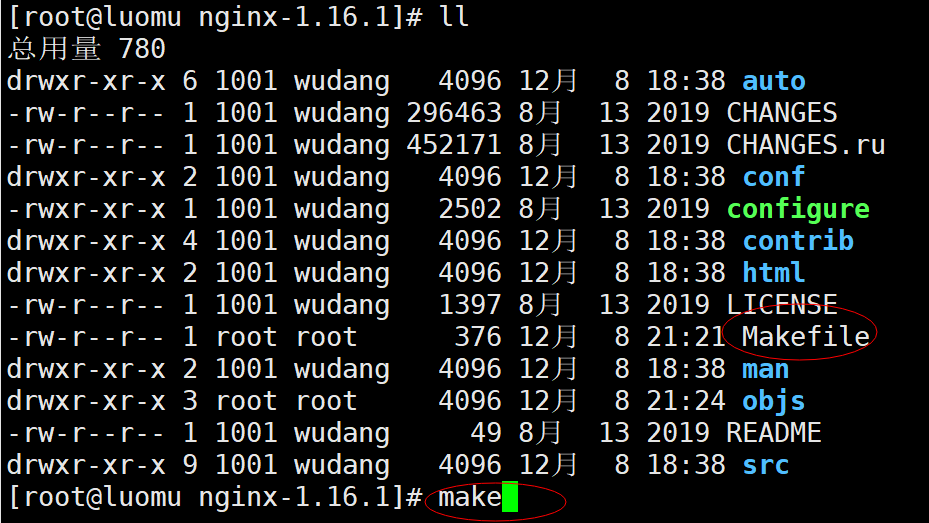 [root@luomu nginx-1.16.1]# ll
总用量 780
drwxr-xr-x 6 1001 wudang   4096 12月  8 18:38 auto
-rw-r--r-- 1 1001 wudang 296463 8月  13 2019 CHANGES
-rw-r--r-- 1 1001 wudang 452171 8月  13 2019 CHANGES.ru
drwxr-xr-x 2 1001 wudang   4096 12月  8 18:38 conf
-rwxr-xr-x 1 1001 wudang   2502 8月  13 2019 configure
drwxr-xr-x 4 1001 wudang   4096 12月  8 18:38 contrib
drwxr-xr-x 2 1001 wudang   4096 12月  8 18:38 html
-rw-r--r-- 1 1001 wudang   1397 8月  13 2019 LICENSE
-rw-r--r-- 1 root root      376 12月  8 21:21 Makefile
drwxr-xr-x 2 1001 wudang   4096 12月  8 18:38 man
drwxr-xr-x 3 root root     4096 12月  8 21:24 objs
-rw-r--r-- 1 1001 wudang     49 8月  13 2019 README
drwxr-xr-x 9 1001 wudang   4096 12月  8 18:38 src
[root@luomu nginx-1.16.1]# make